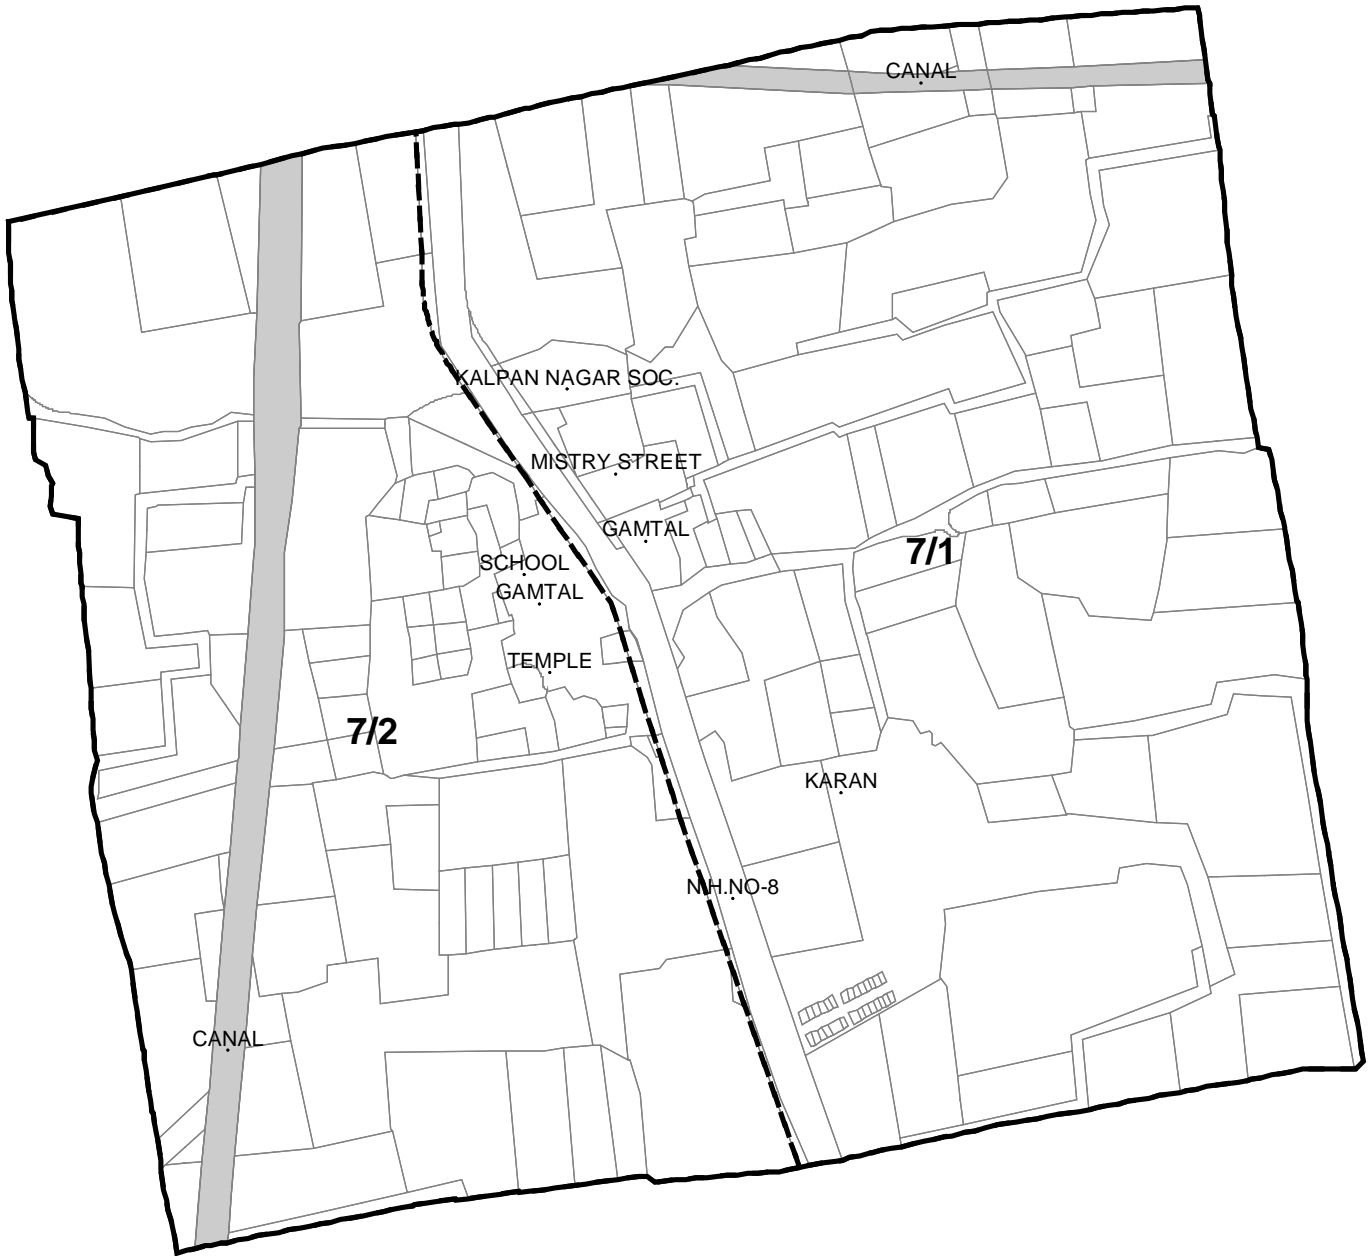 CANAL
KALPAN NAGAR SOC.
MISTRY STREET
GAMTAL
7/1
SCHOOL
GAMTAL
TEMPLE
7/2
KARAN
N.H.NO-8
CANAL